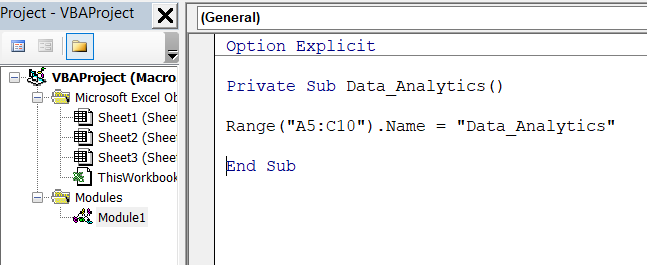 Project - VBAProject
VBAProject (Macro
Microsoft Excel Ob
Sheet1 (Shee
Sheet2 (Shee
Sheet3 (Shee
ThisWorkbook
Modules
Module1
(General)
Option Explicit
Private Sub Data_Analytics()
Range("A5:C10").Name = "Data_Analytics"
End Sub